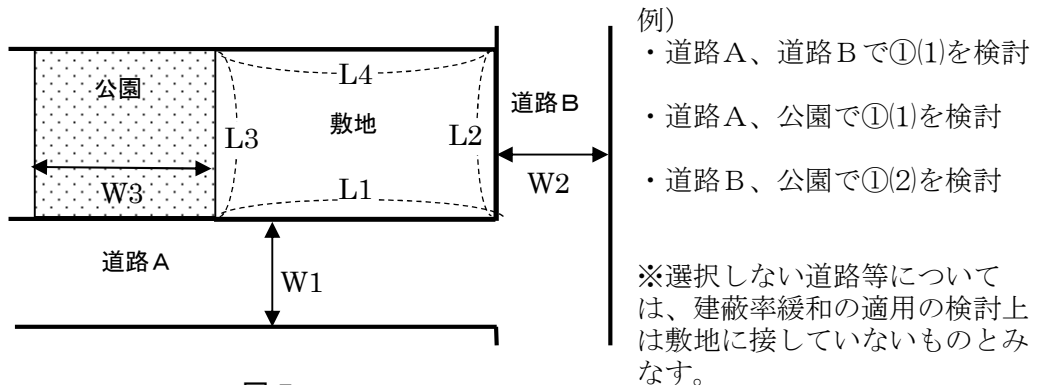 例）
・道路A、道路Bで①⑴を検討
・道路A、公園で①⑴を検討
・道路B、公園で①⑵を検討
※選択しない道路等について
は、建蔽率緩和の適用の検討上
は敷地に接していないものとみ
なす。
公園
L4
道路B
敷地
L3
L2
W3
L1
W2
道路A
W1